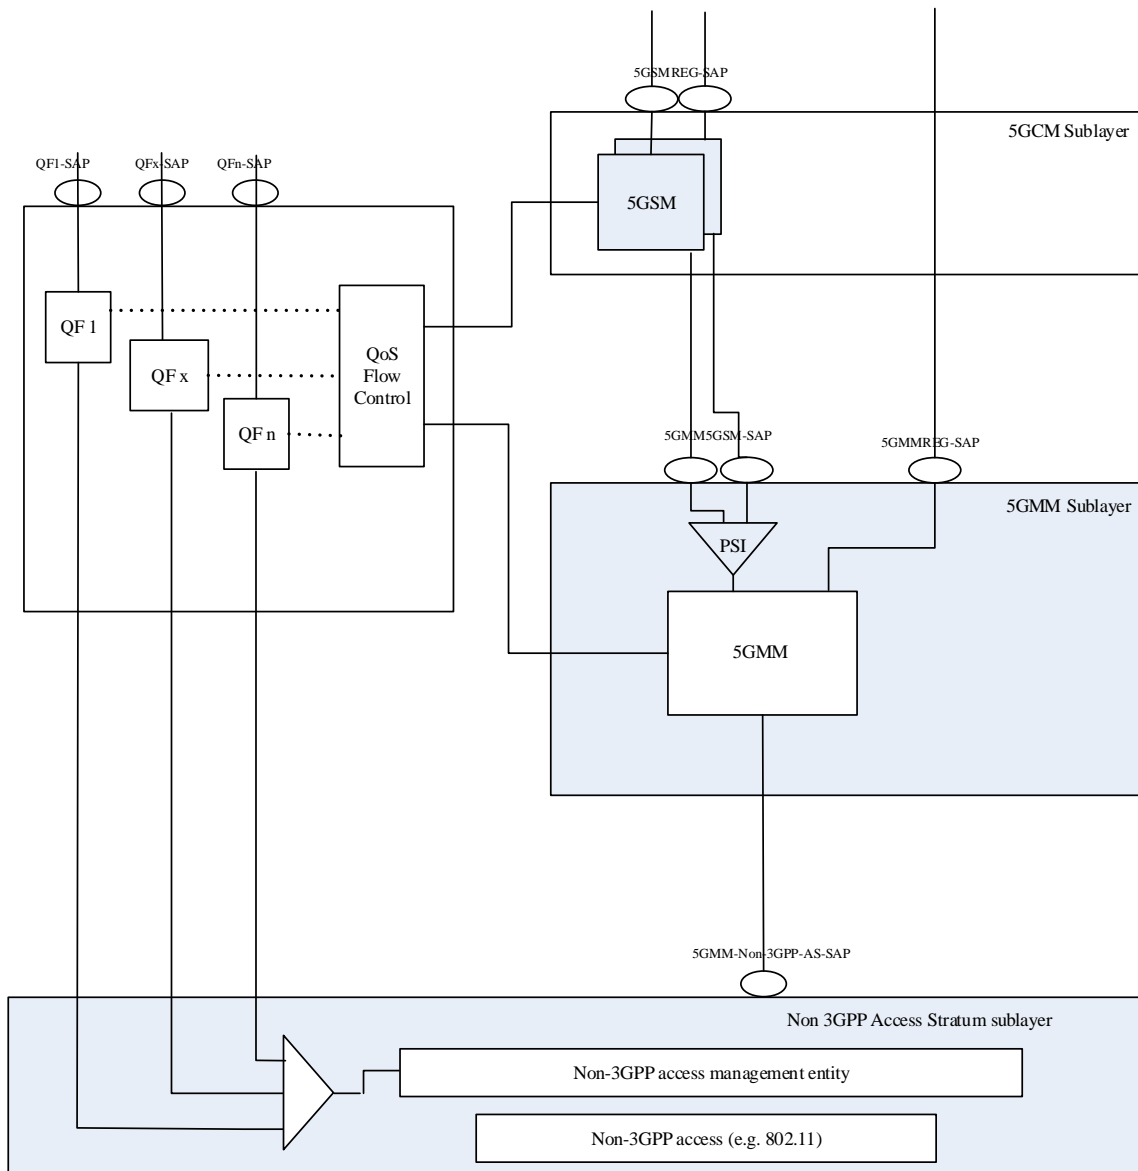 5GSMREG-SAP
5GCM Sublayer
QF1-SAP
QFx-SAP
QFn-SAP
5GSM
QF 1
QF x
QF n
QoS
Flow
Control
5GMM5GSM-SAP
5GMMREG-SAP
5GMM Sublayer
PSI
5GMM
5GMM-Non-3GPP-AS-SAP
Non 3GPP Access Stratum sublayer
Non-3GPP access management entity
Non-3GPP access (e.g. 802.11)